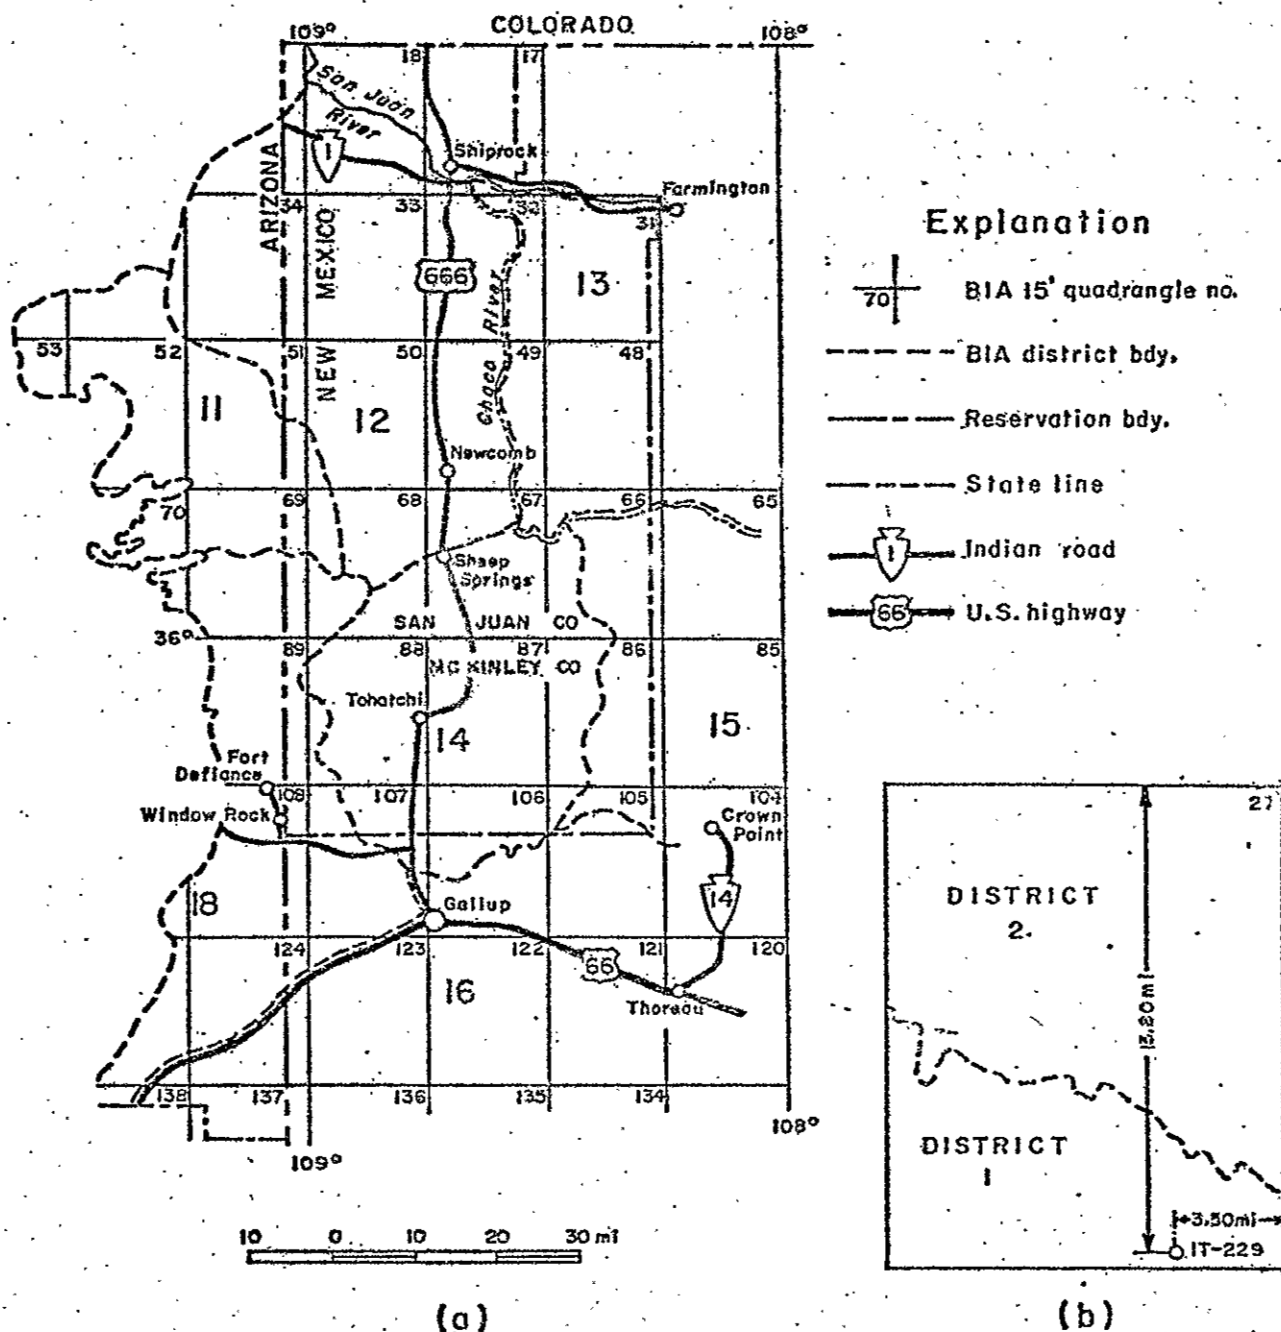 COLORADO
109° 108°
18 17
San Juan
River
1
Shiprock
Farmington
ARIZONA
NEW MEXICO
34 33 32 31
666
13
Chaco River
53 52 51 50 49 48
11 12
Newcomb
70 69 68 67 66 65
Sheep
Springs
SAN JUAN CO
36°
89 88 87 86 85
MC KINLEY CO
Tohatchi
14 15
Fort
Defiance
108 107 106 105 104
Window Rock
Crown
Point
14
18
Gallup
124 123 122 121 120
66
16
Thoreau
138 137 136 135 134
109° 108°
10 0 10 20 30 mi
(a)
Explanation
70 BIA 15' quadrangle no.
BIA district bdy.
Reservation bdy.
State line
1 Indian road
66 U.S. highway
27
DISTRICT
2.
13.20mi
DISTRICT
1
3.50mi
IT-229
(b)